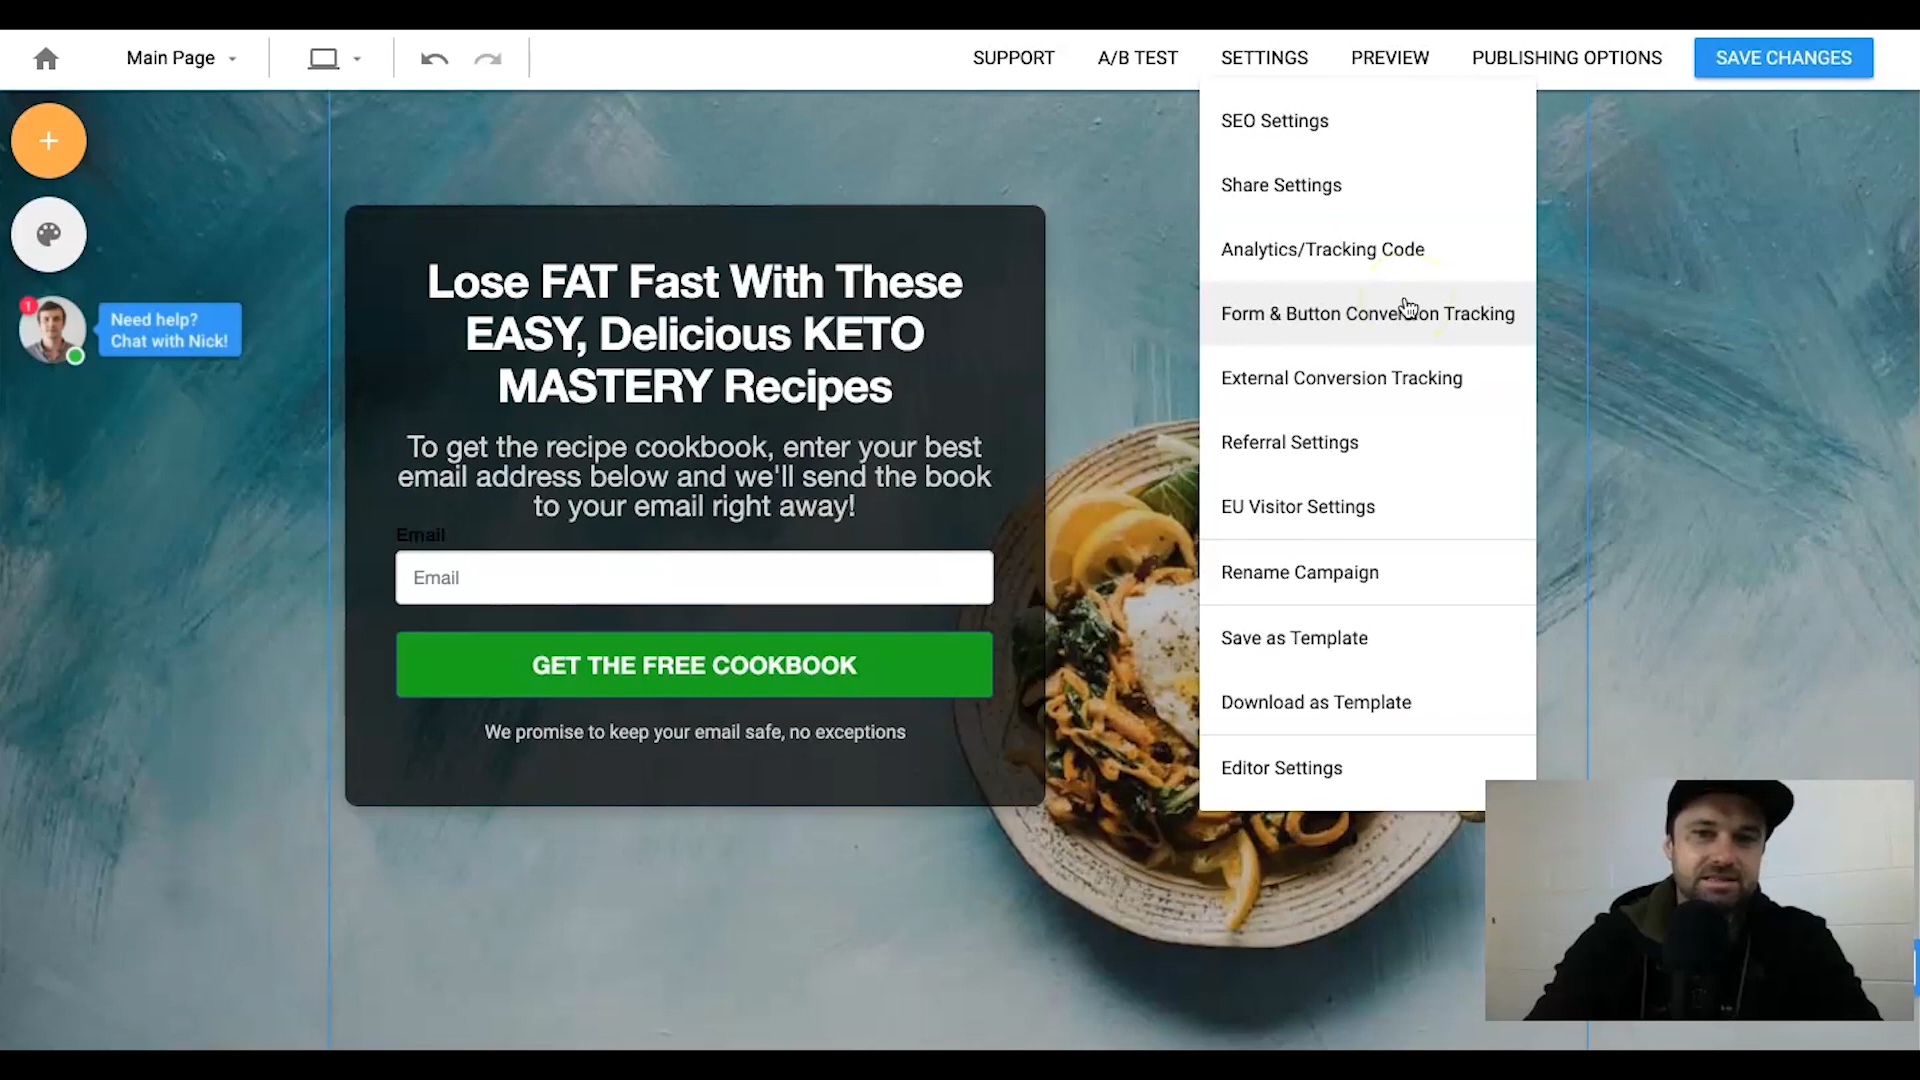 Main Page
SUPPORT
A/B TEST
SETTINGS
PREVIEW
PUBLISHING OPTIONS
SAVE CHANGES
SEO Settings
Share Settings
Analytics/Tracking Code
Form & Button Conversion Tracking
External Conversion Tracking
Referral Settings
EU Visitor Settings
Rename Campaign
Save as Template
Download as Template
Editor Settings
1
Need help?
Chat with Nick!
Lose FAT Fast With These
EASY, Delicious KETO
MASTERY Recipes
To get the recipe cookbook, enter your best
email address below and we'll send the book
to your email right away!
Email
Email
GET THE FREE COOKBOOK
We promise to keep your email safe, no exceptions